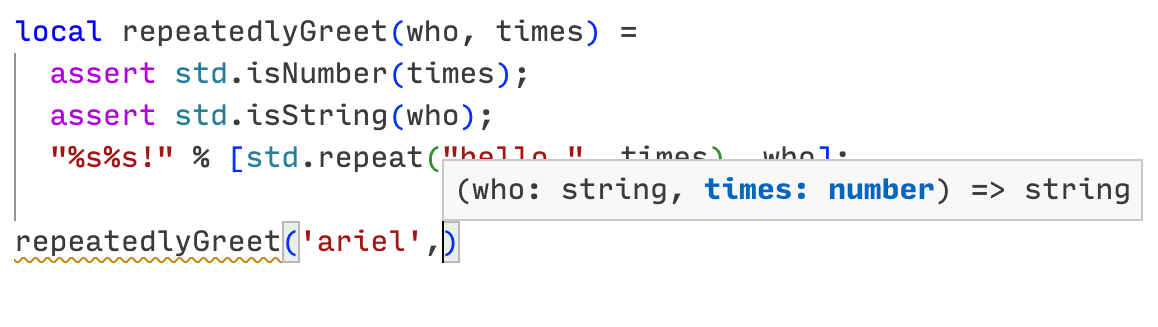 local repeatedlyGreet(who, times) =
assert std.isNumber(times);
assert std.isString(who);
"%s%s!" % [std.repeat("hello ", times), who];
(who: string, times: number) => string
repeatedlyGreet('ariel',)